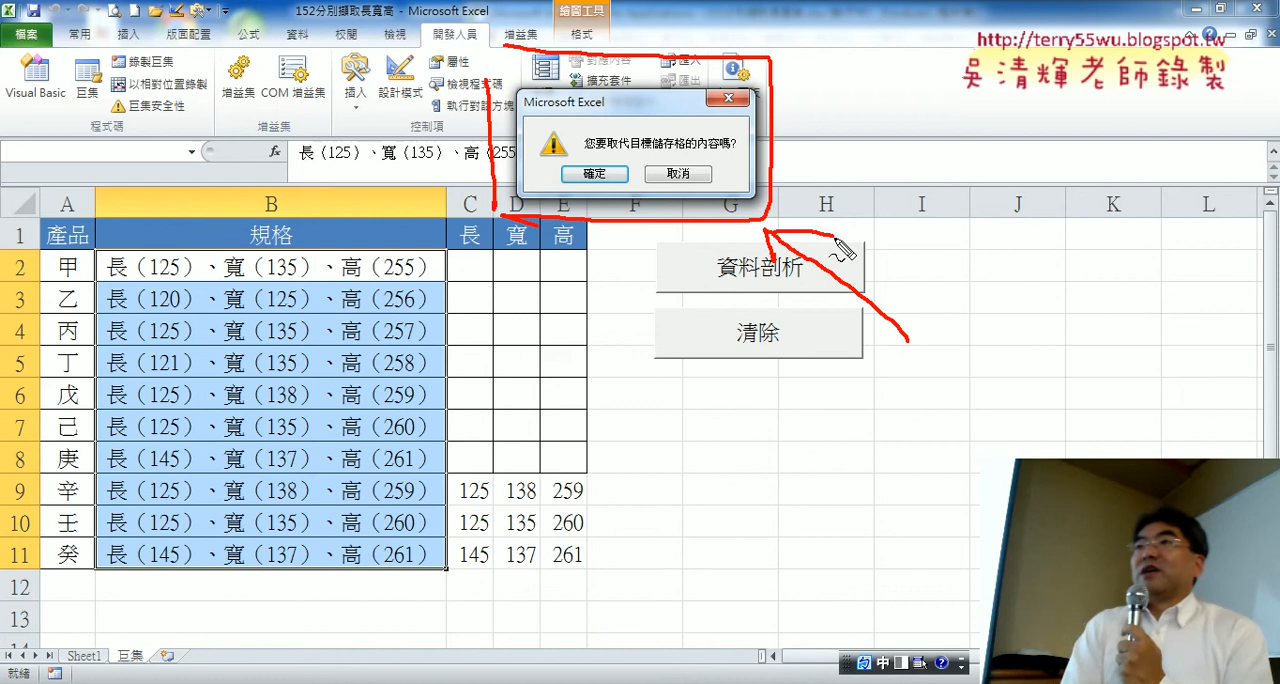 152分別擷取長寬高 - Microsoft Excel
繪圖工具
檔案 常用 插入 版面配置 公式 資料 校閱 檢視 開發人員 增益集 格式
http://terry55wu.blogspot.tw
吳清輝老師錄製
Visual Basic 巨集 錄製巨集 以相對位置錄製 巨集安全性
增益集 COM 增益集
插入 設計模式 屬性 檢視程式碼 執行對話方塊
對應內容 擴充套件 匯入 匯出
程式碼 增益集 控制項
Microsoft Excel
您要取代目標儲存格的內容嗎?
確定 取消
fx 長（125）、寬（135）、高（255
A B C D E F G H I J K L
1 產品 規格 長 寬 高
2 甲 長（125）、寬（135）、高（255）
3 乙 長（120）、寬（125）、高（256）
4 丙 長（125）、寬（135）、高（257）
5 丁 長（121）、寬（135）、高（258）
6 戊 長（125）、寬（138）、高（259）
7 己 長（125）、寬（135）、高（260）
8 庚 長（145）、寬（137）、高（261）
9 辛 長（125）、寬（138）、高（259） 125 138 259
10 壬 長（125）、寬（135）、高（260） 125 135 260
11 癸 長（145）、寬（137）、高（261） 145 137 261
12
13
資料剖析
清除
Sheet1 巨集
就緒
中